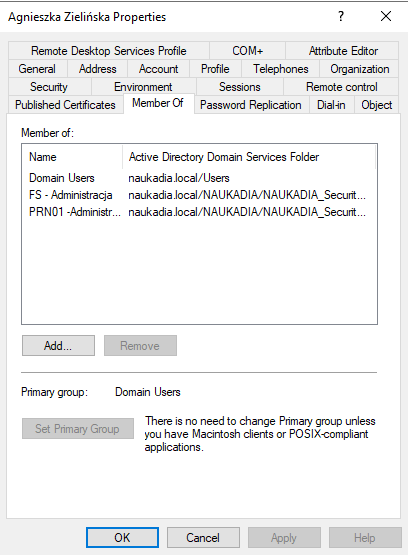 Agnieszka Zielińska Properties
? ×
Remote Desktop Services Profile COM+ Attribute Editor
General Address Account Profile Telephones Organization
Security Environment Sessions Remote control
Published Certificates Member Of Password Replication Dial-in Object
Member of:
Name Active Directory Domain Services Folder
Domain Users naukadia.local/Users
FS - Administracja naukadia.local/NAUKADIA/NAUKADIA_Securit...
PRN01 -Administr... naukadia.local/NAUKADIA/NAUKADIA_Securit...
Add... Remove
Primary group: Domain Users
Set Primary Group
There is no need to change Primary group unless
you have Macintosh clients or POSIX-compliant
applications.
OK Cancel Apply Help